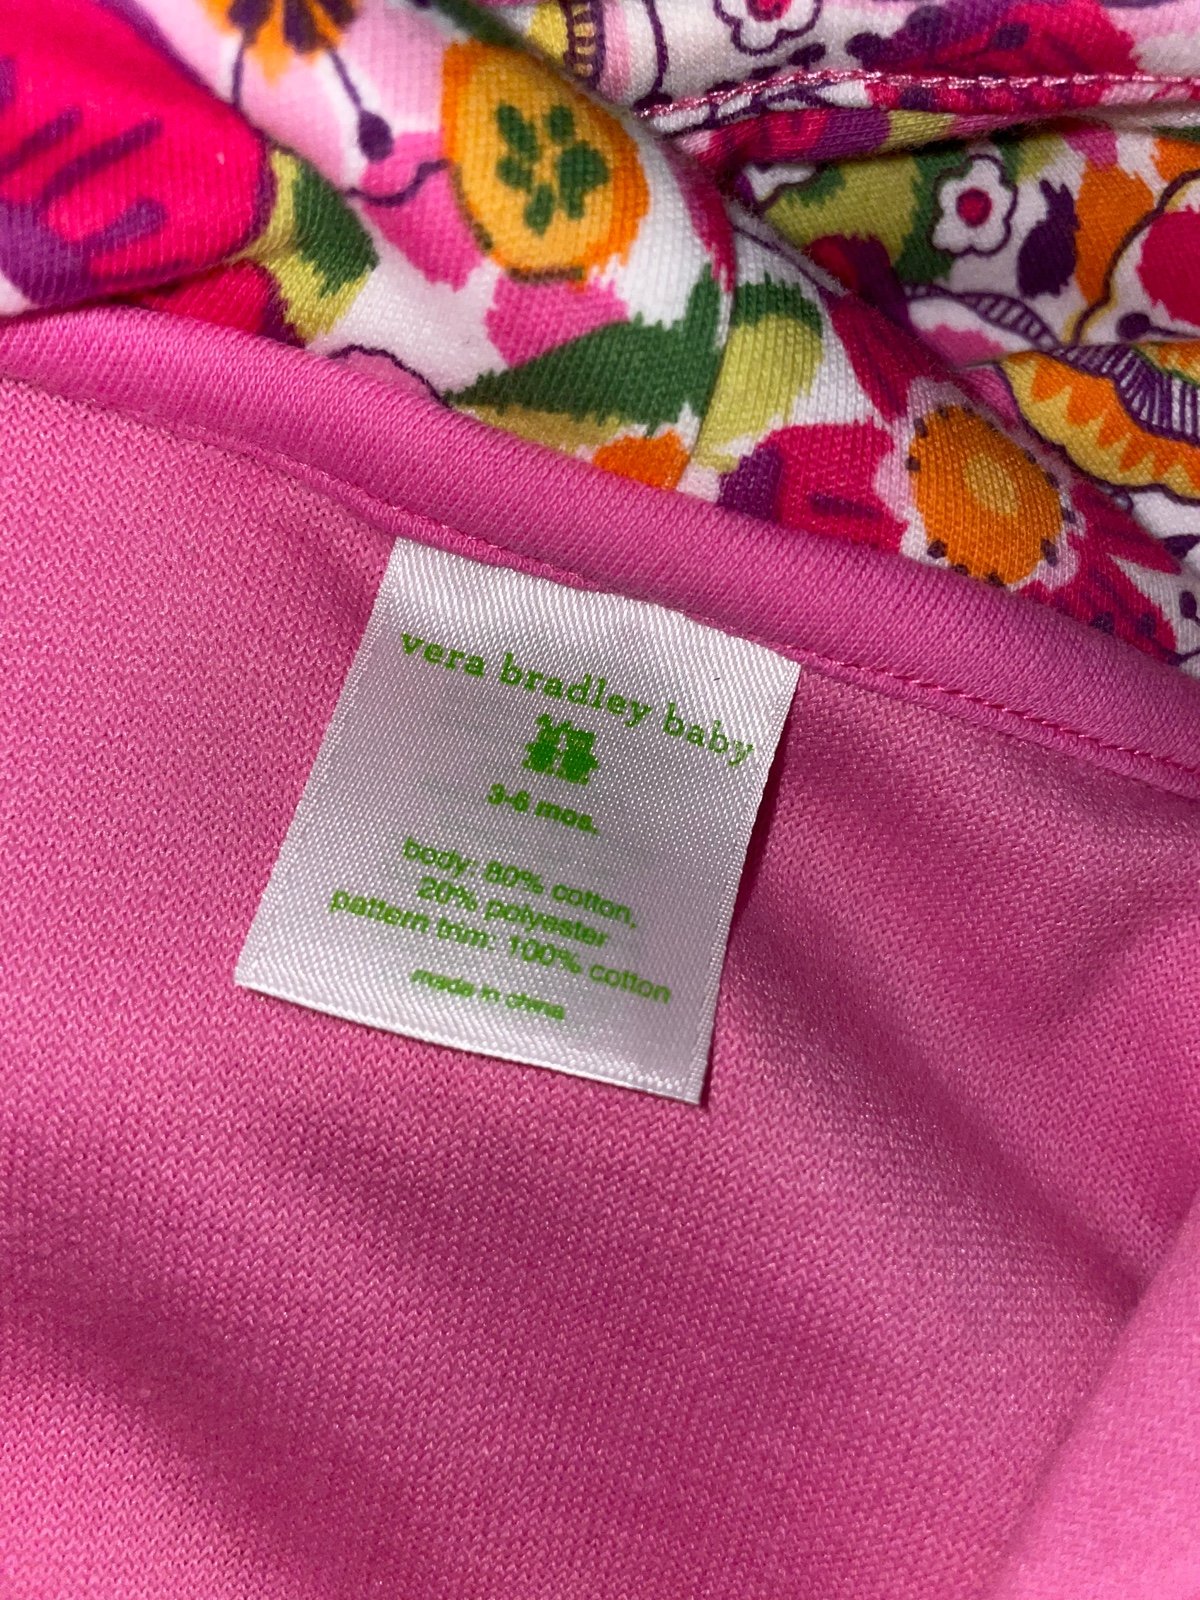 vera bradley baby
3-6 mos.
body: 80% cotton,
20% polyester
pattern trim: 100% cotton
made in china